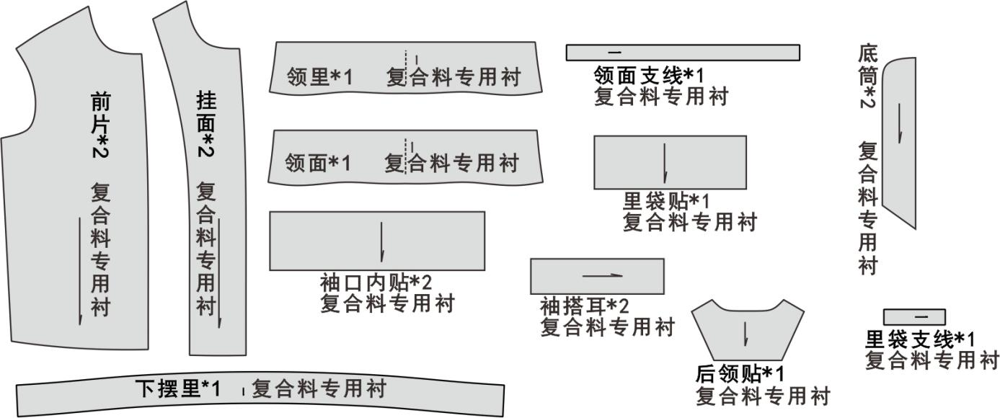 前片*2 复合料专用衬
挂面*2 复合料专用衬
领里*1 复合料专用衬
领面*1 复合料专用衬
袖口内贴*2
复合料专用衬
下摆里*1 复合料专用衬
领面支线*1
复合料专用衬
里袋贴*1
复合料专用衬
袖搭耳*2
复合料专用衬
后领贴*1
复合料专用衬
底筒*2 复合料专用衬
里袋支线*1
复合料专用衬